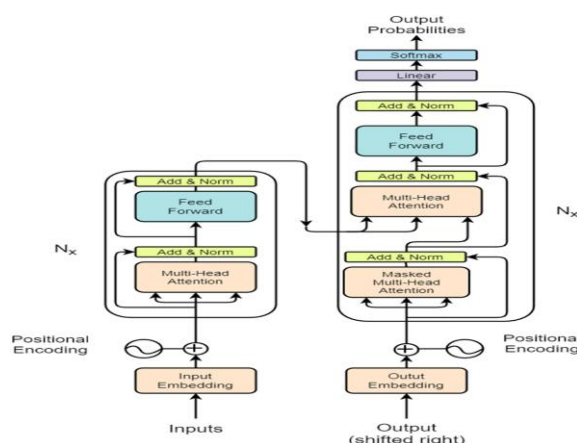 Output
Probabilities
Softmax
Linear
Add & Norm
Feed
Forward
Add & Norm
Multi-Head
Attention
Add & Norm
Masked
Multi-Head
Attention
Nx
Add & Norm
Feed
Forward
Add & Norm
Multi-Head
Attention
Nx
Positional
Encoding
Positiona
Encoding
Input
Embedding
Outut
Embedding
Inputs
Output
(shifted right)